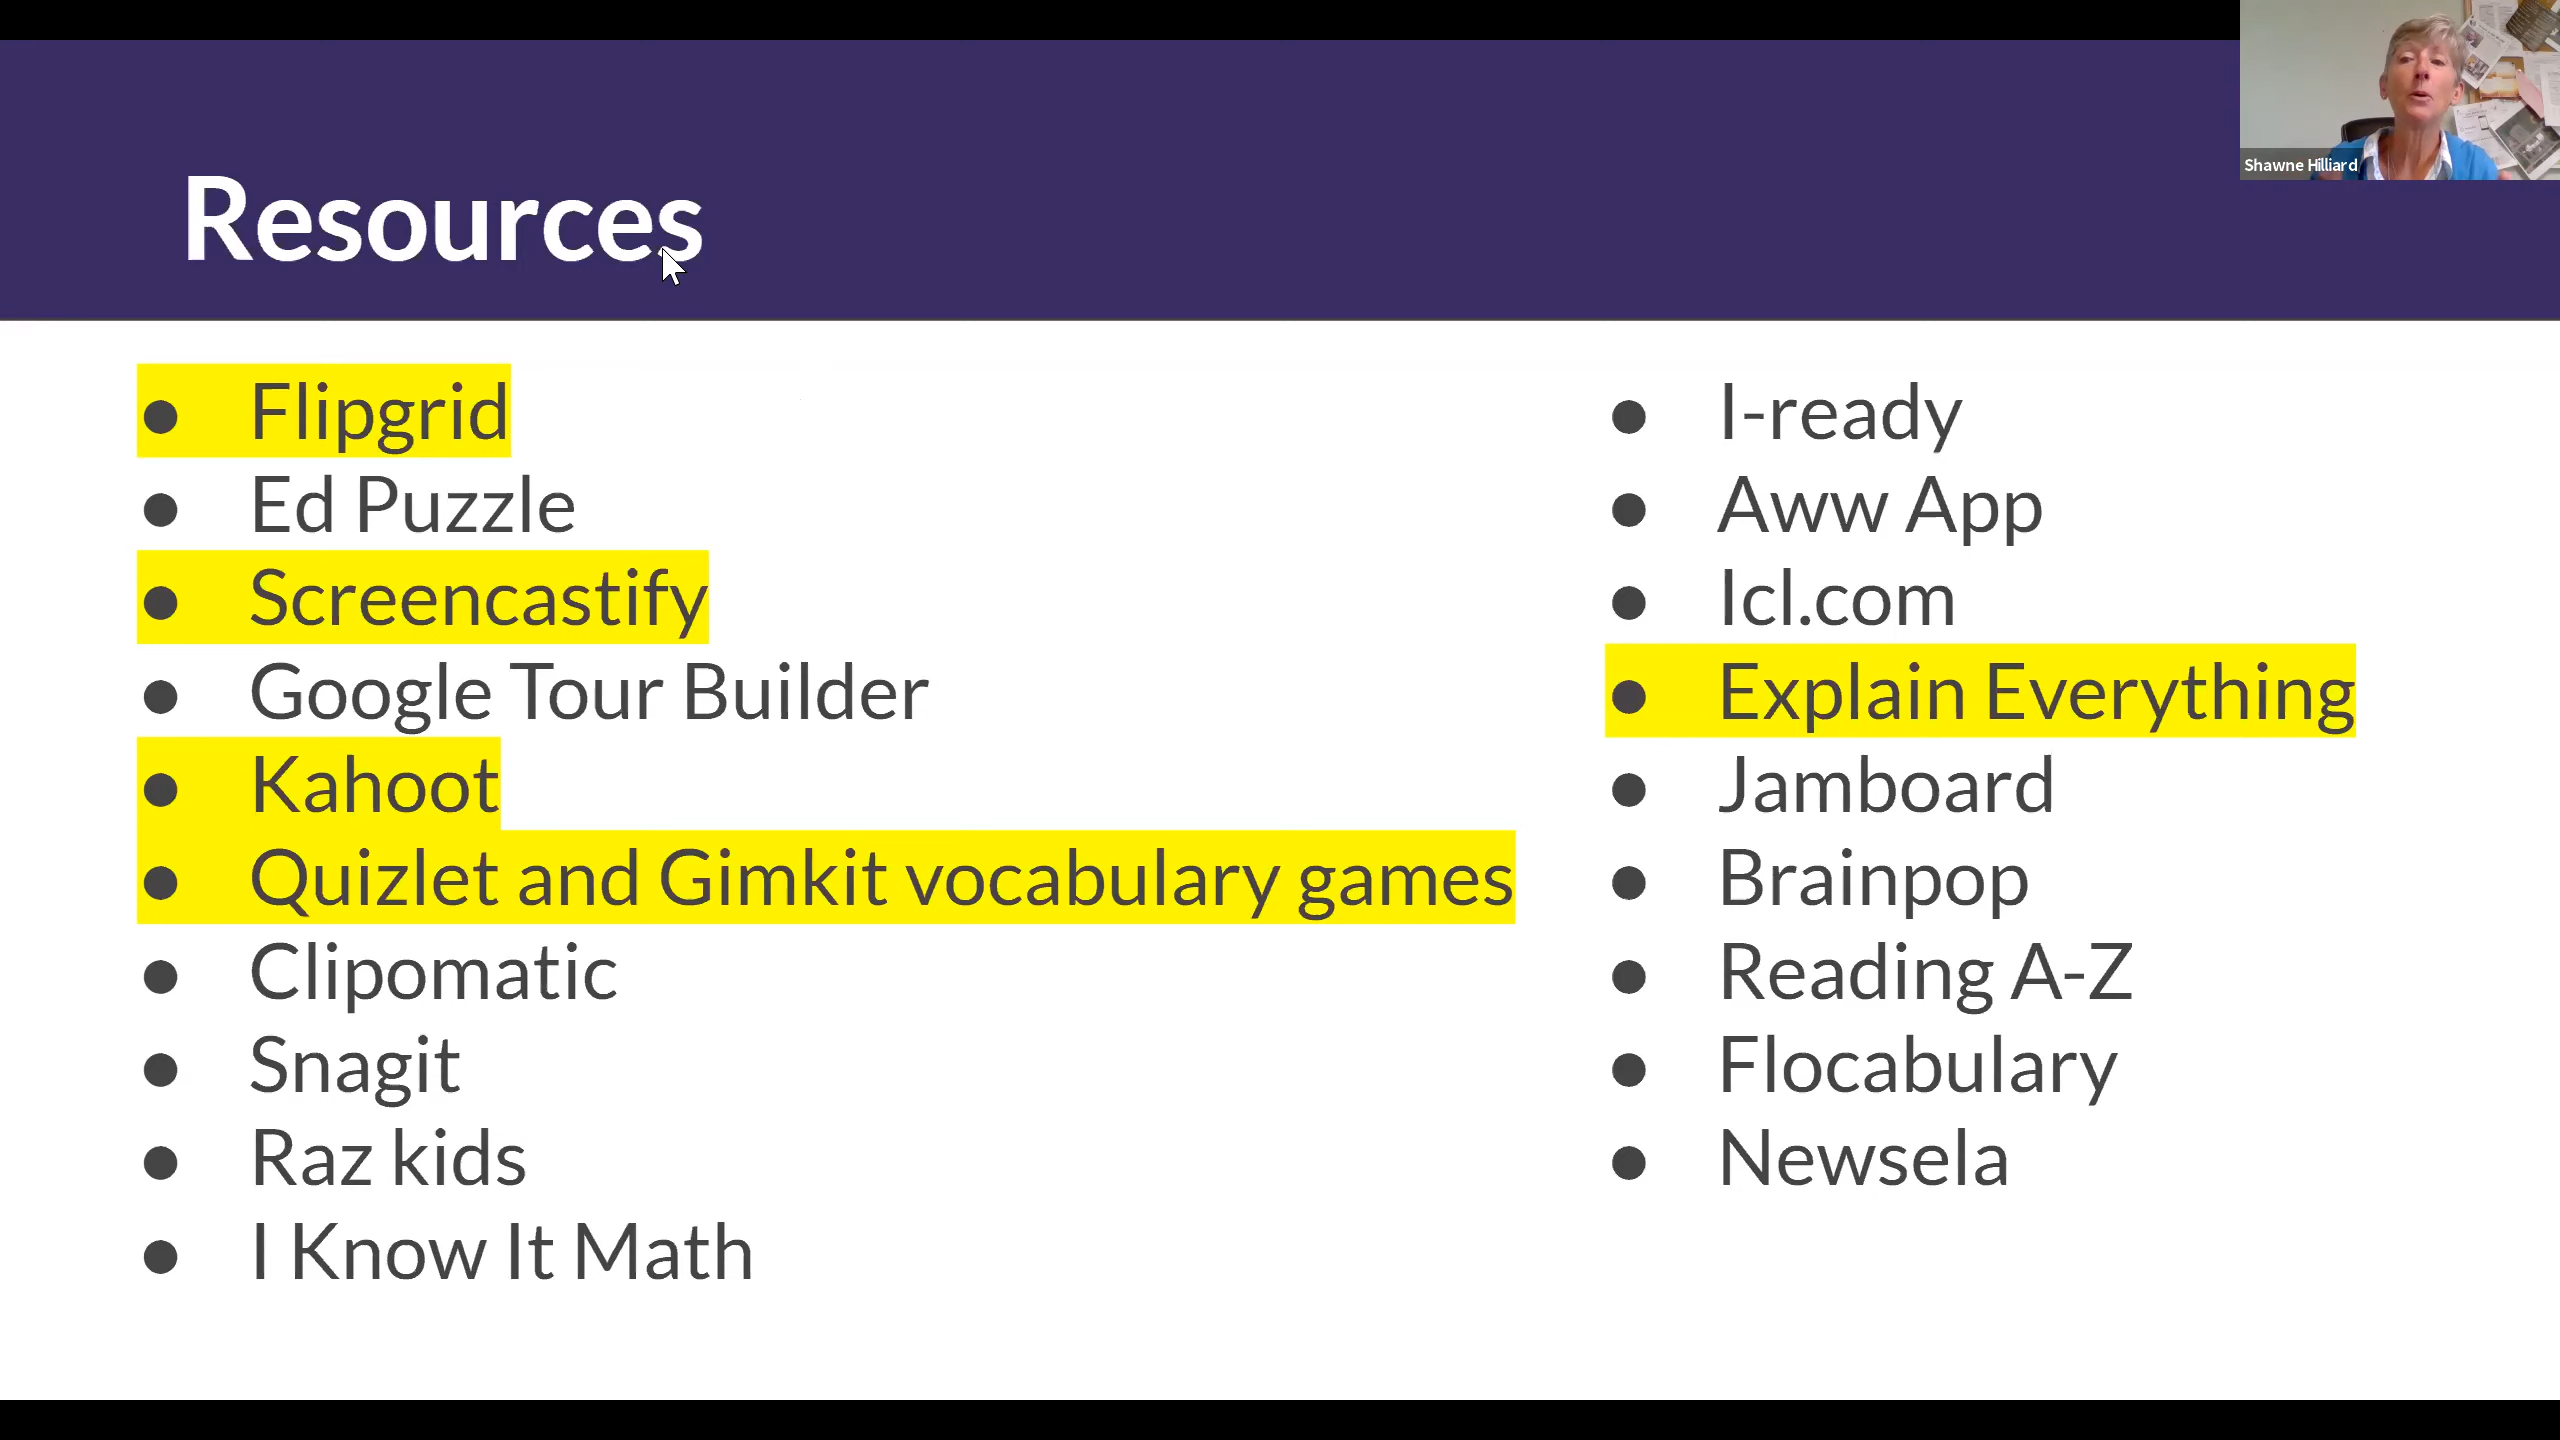 Shawne Hilliard
Resources
● Flipgrid
● Ed Puzzle
● Screencastify
● Google Tour Builder
● Kahoot
● Quizlet and Gimkit vocabulary games
● Clipomatic
● Snagit
● Raz kids
● I Know It Math
● I-ready
● Aww App
● Icl.com
● Explain Everything
● Jamboard
● Brainpop
● Reading A-Z
● Flocabulary
● Newsela